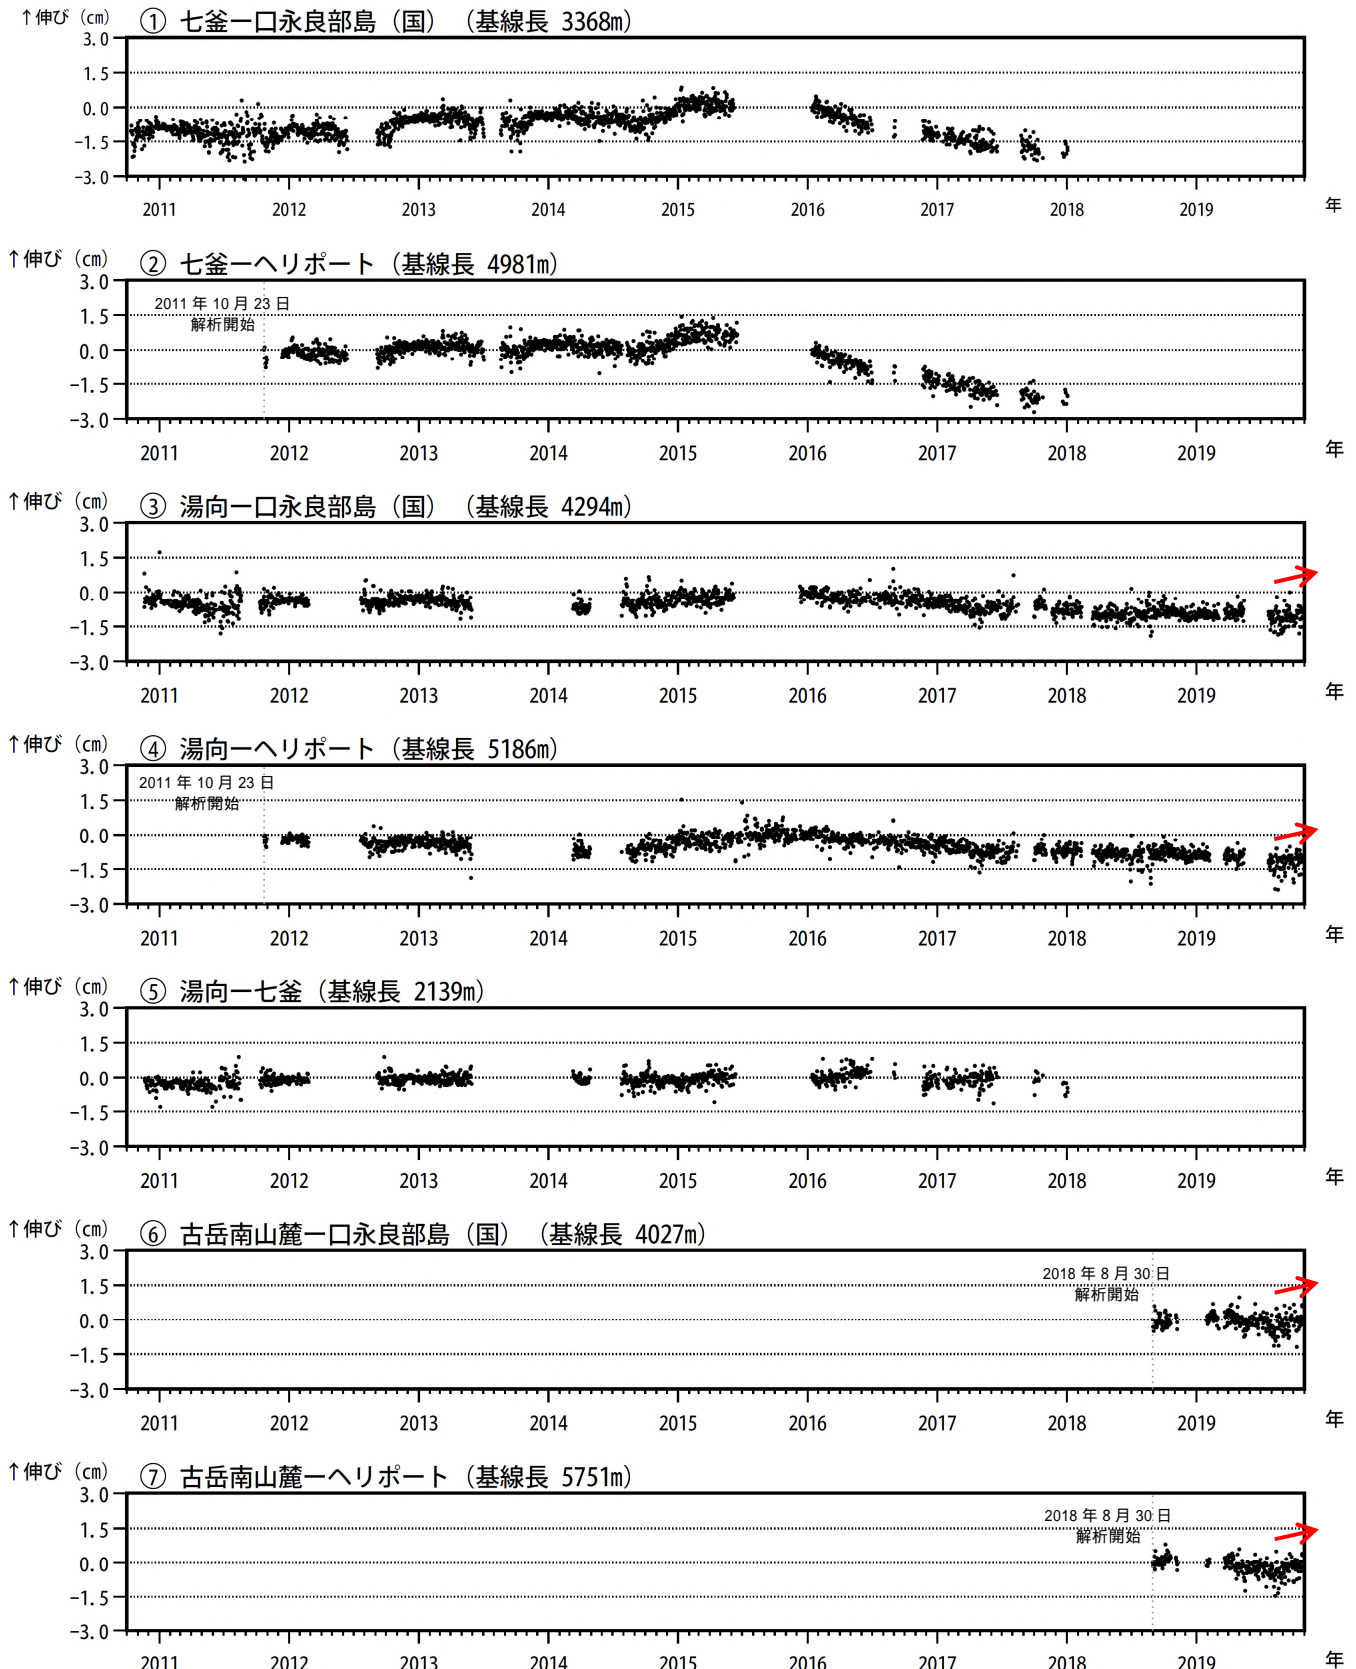 ↑伸び（㎝） ① 七釜ー口永良部島（国）（基線長 3368m）
3.0
1.5
0.0
−1.5
−3.0
2011 2012 2013 2014 2015 2016 2017 2018 2019 年
↑伸び（㎝） ② 七釜ーヘリポート（基線長 4981m）
3.0
2011 年 10 月 23 日
1.5
解析開始
0.0
−1.5
−3.0
2011 2012 2013 2014 2015 2016 2017 2018 2019 年
↑伸び（㎝） ③ 湯向ー口永良部島（国）（基線長 4294m）
3.0
1.5
0.0
−1.5
−3.0
2011 2012 2013 2014 2015 2016 2017 2018 2019 年
↑伸び（㎝） ④ 湯向ーヘリポート（基線長 5186m）
3.0
2011 年 10 月 23 日
1.5
解析開始
0.0
−1.5
−3.0
2011 2012 2013 2014 2015 2016 2017 2018 2019 年
↑伸び（㎝） ⑤ 湯向ー七釜（基線長 2139m）
3.0
1.5
0.0
−1.5
−3.0
2011 2012 2013 2014 2015 2016 2017 2018 2019 年
↑伸び（㎝） ⑥ 古岳南山麓ー口永良部島（国）（基線長 4027m）
3.0
2018 年 8 月 30 日
1.5
解析開始
0.0
−1.5
−3.0
2011 2012 2013 2014 2015 2016 2017 2018 2019 年
↑伸び（㎝） ⑦ 古岳南山麓ーヘリポート（基線長 5751m）
3.0
2018 年 8 月 30 日
1.5
解析開始
0.0
−1.5
−3.0
2011 2012 2013 2014 2015 2016 2017 2018 2019 年